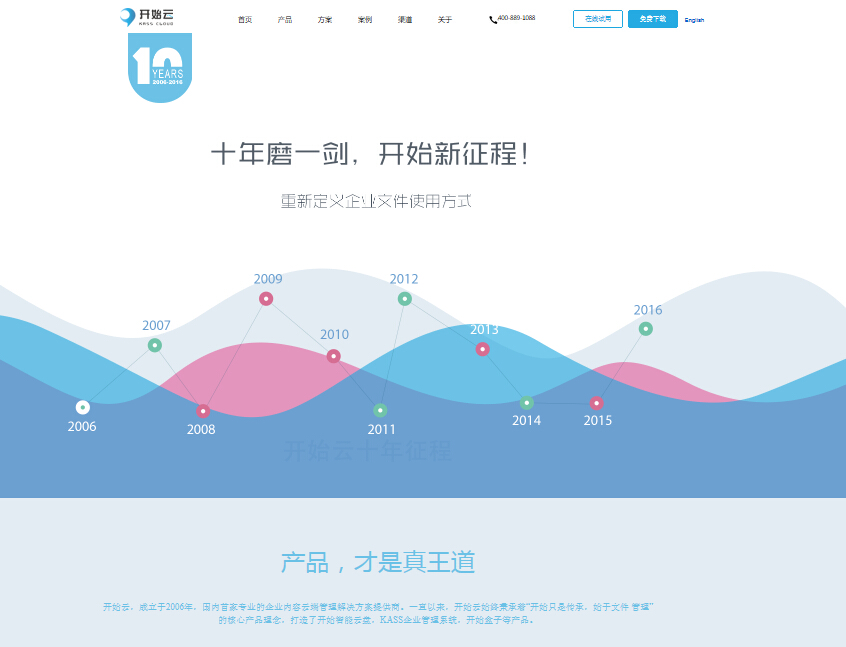 开始云
KASS CLOUD
首页 产品 方案 案例 渠道 关于
400-889-1088
在线试用 免费下载 English
10 YEARS
2006-2016
十年磨一剑，开始新征程！
重新定义企业文件使用方式
2009 2012
2016
2007 2013
2010
2006 2008 2011 2014 2015
开始云十年征程
产品，才是真王道
开始云，成立于2006年，国内首家专业的企业内容云端管理解决方案提供商。一直以来，开始云始终秉承着“开始只是传承，始于文件 管理”
的核心产品理念，打造了开始智能云盘，KASS企业管理系统，开始盒子等产品。